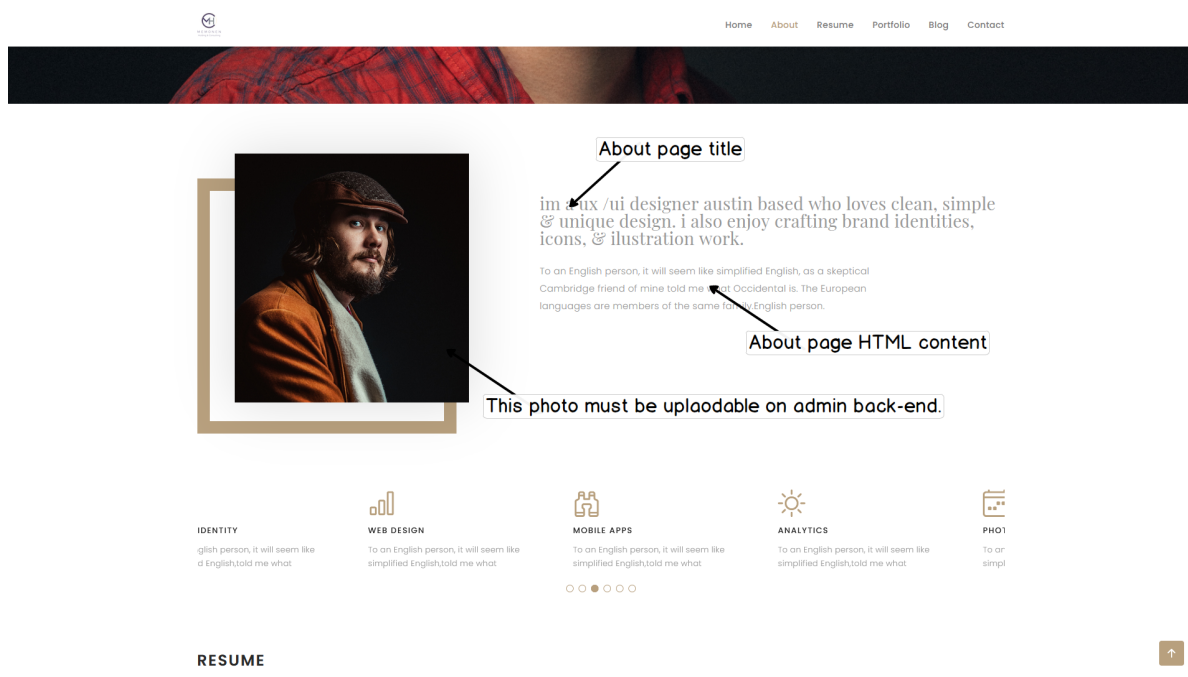 MEMORUN
Home About Resume Portfolio Blog Contact
About page title
im a ux /ui designer austin based who loves clean, simple
& unique design. i also enjoy crafting brand identities,
icons, & ilustration work.
To an English person, it will seem like simplified English, as a skeptical
Cambridge friend of mine told me what Occidental is. The European
languages are members of the same family.English person.
About page HTML content
This photo must be uplaodable on admin back-end.
IDENTITY
glish person, it will seem like
d English,told me what
WEB DESIGN
To an English person, it will seem like
simplified English,told me what
MOBILE APPS
To an English person, it will seem like
simplified English,told me what
ANALYTICS
To an English person, it will seem like
simplified English,told me what
PHOT
To an
simpl
RESUME